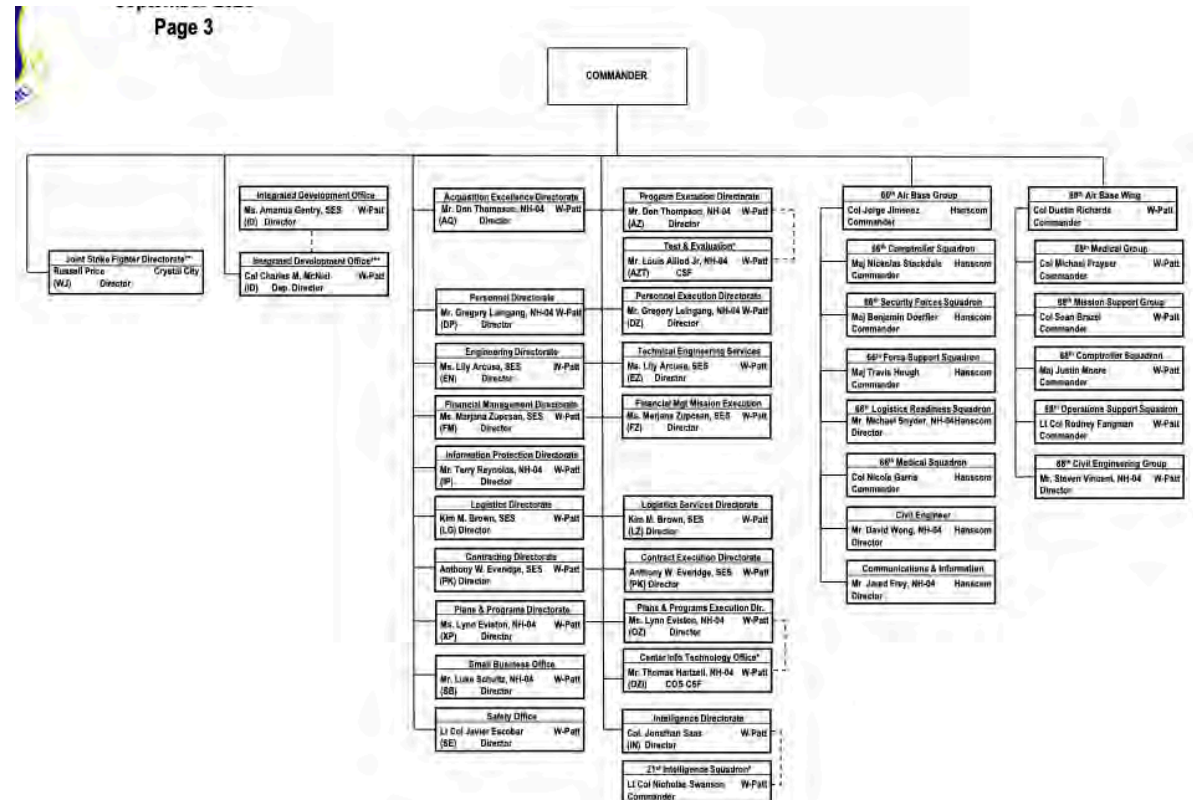 Page 3
COMMANDER
Joint Strike Fighter Directorate**
Russell Price Crystal City
(WJ) Director
Integrated Development Office
Ms. Amanda Gentry, SES W-Patt
(ID) Director
Integrated Development Office***
Col Charles M. McNiel W-Patt
(ID) Dep. Director
Acquisition Excellence Directorate
Mr. Don Thompson, NH-04 W-Patt
(AQ) Director
Personnel Directorate
Mr. Gregory Leingang, NH-04 W-Patt
(DP) Director
Engineering Directorate
Ms. Lily Arcusa, SES W-Patt
(EN) Director
Financial Management Directorate
Ms. Marjana SES W-Patt
(FM) Director
Information Protection Directorate
Mr. Terry Reynolds, NH-04 W-Patt
(IP) Director
Logistics Directorate
Kim M. Brown, SES W-Patt
(LG) Director
Contracting Directorate
Anthony W. Everidge, SES W-Patt
(PK) Director
Plans & Programs Directorate
Ms. Lynn Eviston, NH-04 W-Patt
(XP) Director
Small Business Office
Mr. Luke Schultz, NH-04 W-Patt
(SB) Director
Safety Office
Lt Col Javier Escobar W-Patt
(SE) Director
Program Execution Directorate
Mr. Don Thompson, NH-04 W-Patt
(AZ) Director
Test & Evaluation*
Mr. Louis Jr, NH-04 W-Patt
(AZT) CSF
Personnel Execution Directorate
Mr. Gregory Leingang, NH-04 W-Patt
(DZ) Director
Technical Engineering Services
Ms. Lily Arcusa, SES W-Patt
(EZ) Director
Financial Mgt Mission Execution
Ms. Marjana SES W-Patt
(FZ) Director
Logistics Services Directorate
Kim M. Brown, SES W-Patt
(LZ) Director
Contract Execution Directorate
Anthony W. Everidge, SES W-Patt
(PK) Director
Plans & Programs Execution Dir.
Ms. Lynn Eviston, NH-04 W-Patt
(OZ) Director
Center Info Technology Office*
Mr. Thomas Hartzell, NH-04 W-Patt
(OZI) COS CSF
Intelligence Directorate
Col. Jonathan Saas W-Patt
(IN) Director
21st Intelligence Squadron*
Lt Col Nicholas Swanson W-Patt
Commander
66th Air Base Group
Col Jorge Jimenez Hanscom
Commander
66th Comptroller Squadron
Maj Nickolas Stockdale Hanscom
Commander
66th Security Forces Squadron
Maj Benjamin Doerfler Hanscom
Commander
66th Force Support Squadron
Maj Travis Hough Hanscom
Commander
66th Logistics Readiness Squadron
Mr. Michael Snyder, NH-04 Hanscom
Director
66th Medical Squadron
Col Nicole Hanscom
Commander
Civil Engineer
Mr. David Wong, NH-04 Hanscom
Director
Communications & Information
Mr. Jared NH-04 Hanscom
Director
88th Air Base Wing
Col Dustin Richards W-Patt
Commander
88th Medical Group
Col Michael W-Patt
Commander
88th Mission Support Group
Col Sean Brazel W-Patt
Commander
88th Comptroller Squadron
Maj Justin Moore W-Patt
Commander
88th Operations Support Squadron
Lt Col Rodney Fangman W-Patt
Commander
88th Civil Engineering Group
Mr. Steven Vincent, NH-04 W-Patt
Director